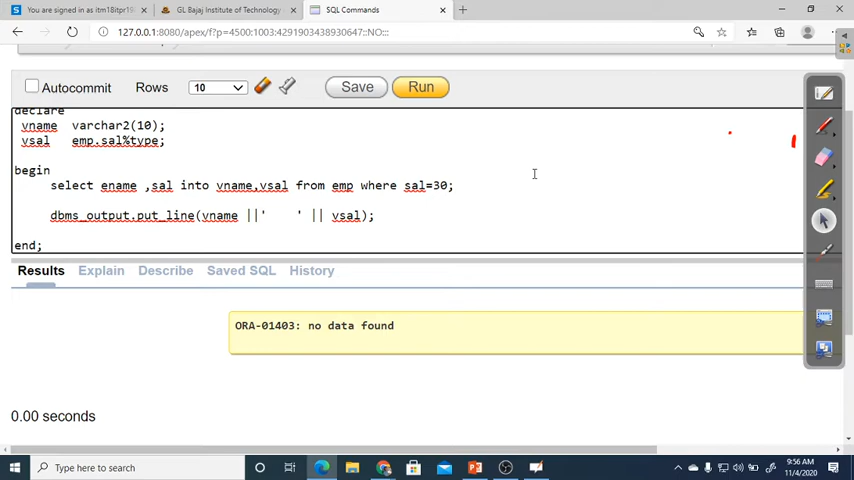 You are signed in as itm18itpr19
GL Bajaj Institute of Technology
SQL Commands
127.0.0.1:8080/apex/f?p=4500:1003:4291903438930647::NO:::
Autocommit Rows 10 Save Run
declare
vname varchar2(10);
vsal emp.sal%type;
begin
select ename ,sal into vname,vsal from emp where sal=30;
dbms_output.put_line(vname ||' ' || vsal);
end;
Results Explain Describe Saved SQL History
ORA-01403: no data found
0.00 seconds
Type here to search
9:56 AM
11/4/2020